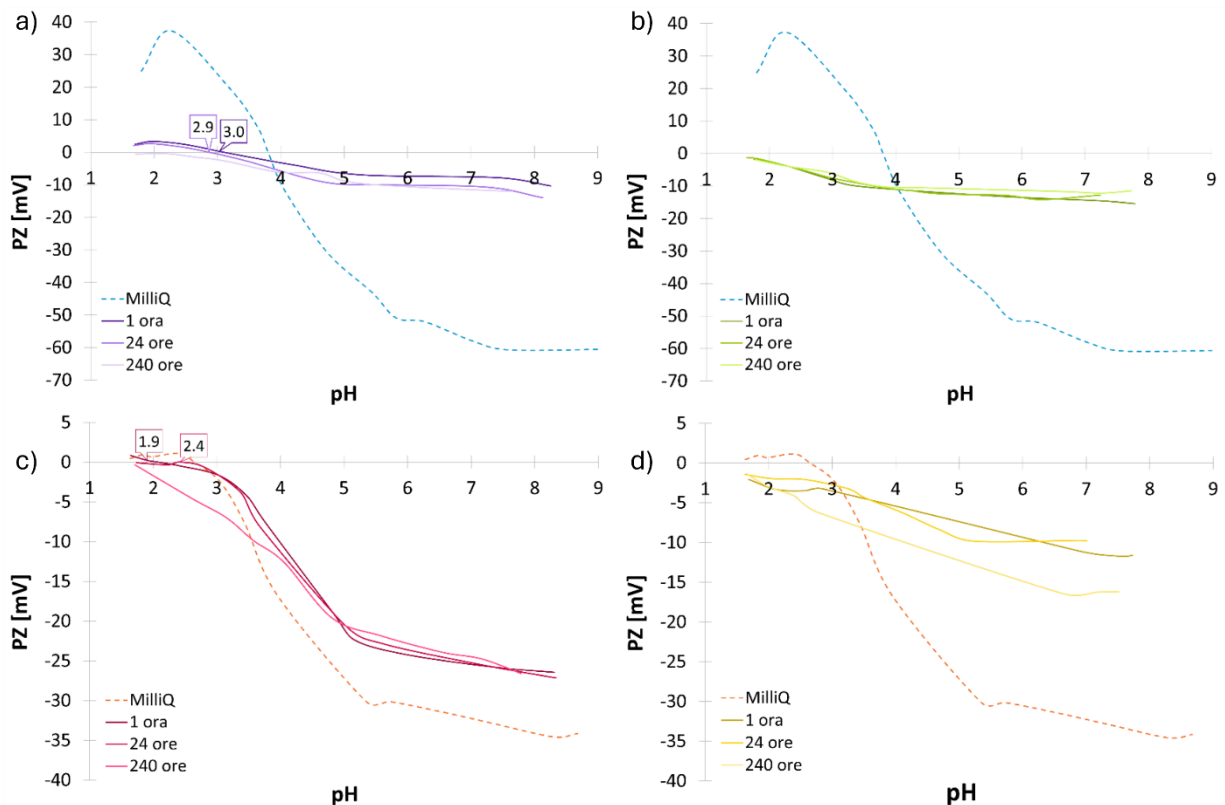 a)
40
30
20
10
0
-10
-20
-30
-40
-50
-60
-70
PZ [mV]
2.9
3.0
1 2 3 4 5 6 7 8 9
MilliQ
1 ora
24 ore
240 ore
pH
b)
40
30
20
10
0
-10
-20
-30
-40
-50
-60
-70
PZ [mV]
1 2 3 4 5 6 7 8 9
MilliQ
1 ora
24 ore
240 ore
pH
c)
5
0
-5
-10
-15
-20
-25
-30
-35
-40
PZ [mV]
1.9
2.4
1 2 3 4 5 6 7 8 9
MilliQ
1 ora
24 ore
240 ore
pH
d)
5
0
-5
-10
-15
-20
-25
-30
-35
-40
PZ [mV]
1 2 3 4 5 6 7 8 9
MilliQ
1 ora
24 ore
240 ore
pH